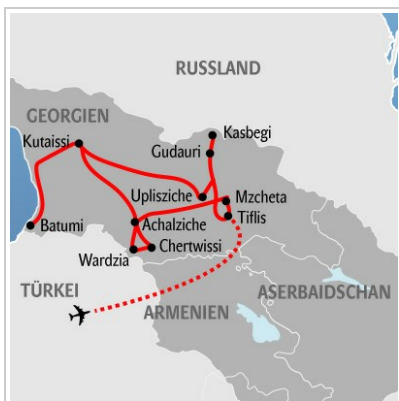 RUSSLAND
GEORGIEN
Kasbegi
Kutaissi
Gudauri
Uplisziche
Mzcheta
Tiflis
Batumi
Achalziche
Chertwissi
Wardzia
TÜRKEI
ASERBAIDSCHAN
ARMENIEN